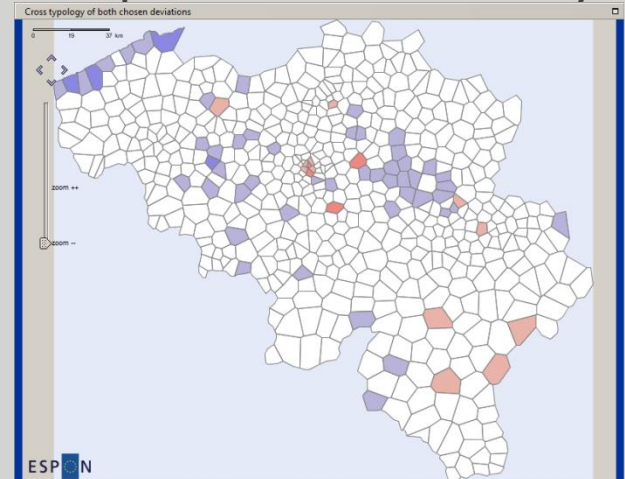 Cross typology of both chosen deviations
0 19 37 km
zoom ++
zoom --
ESPON